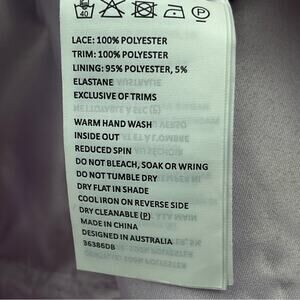 40
P
LACE: 100% POLYESTER
TRIM: 100% POLYESTER
LINING: 95% POLYESTER, 5%
ELASTANE
EXCLUSIVE OF TRIMS
WARM HAND WASH
INSIDE OUT
REDUCED SPIN
DO NOT BLEACH, SOAK OR WRING
DO NOT TUMBLE DRY
DRY FLAT IN SHADE
COOL IRON ON REVERSE SIDE
DRY CLEANABLE (P)
MADE IN CHINA
DESIGNED IN AUSTRALIA
36386DB